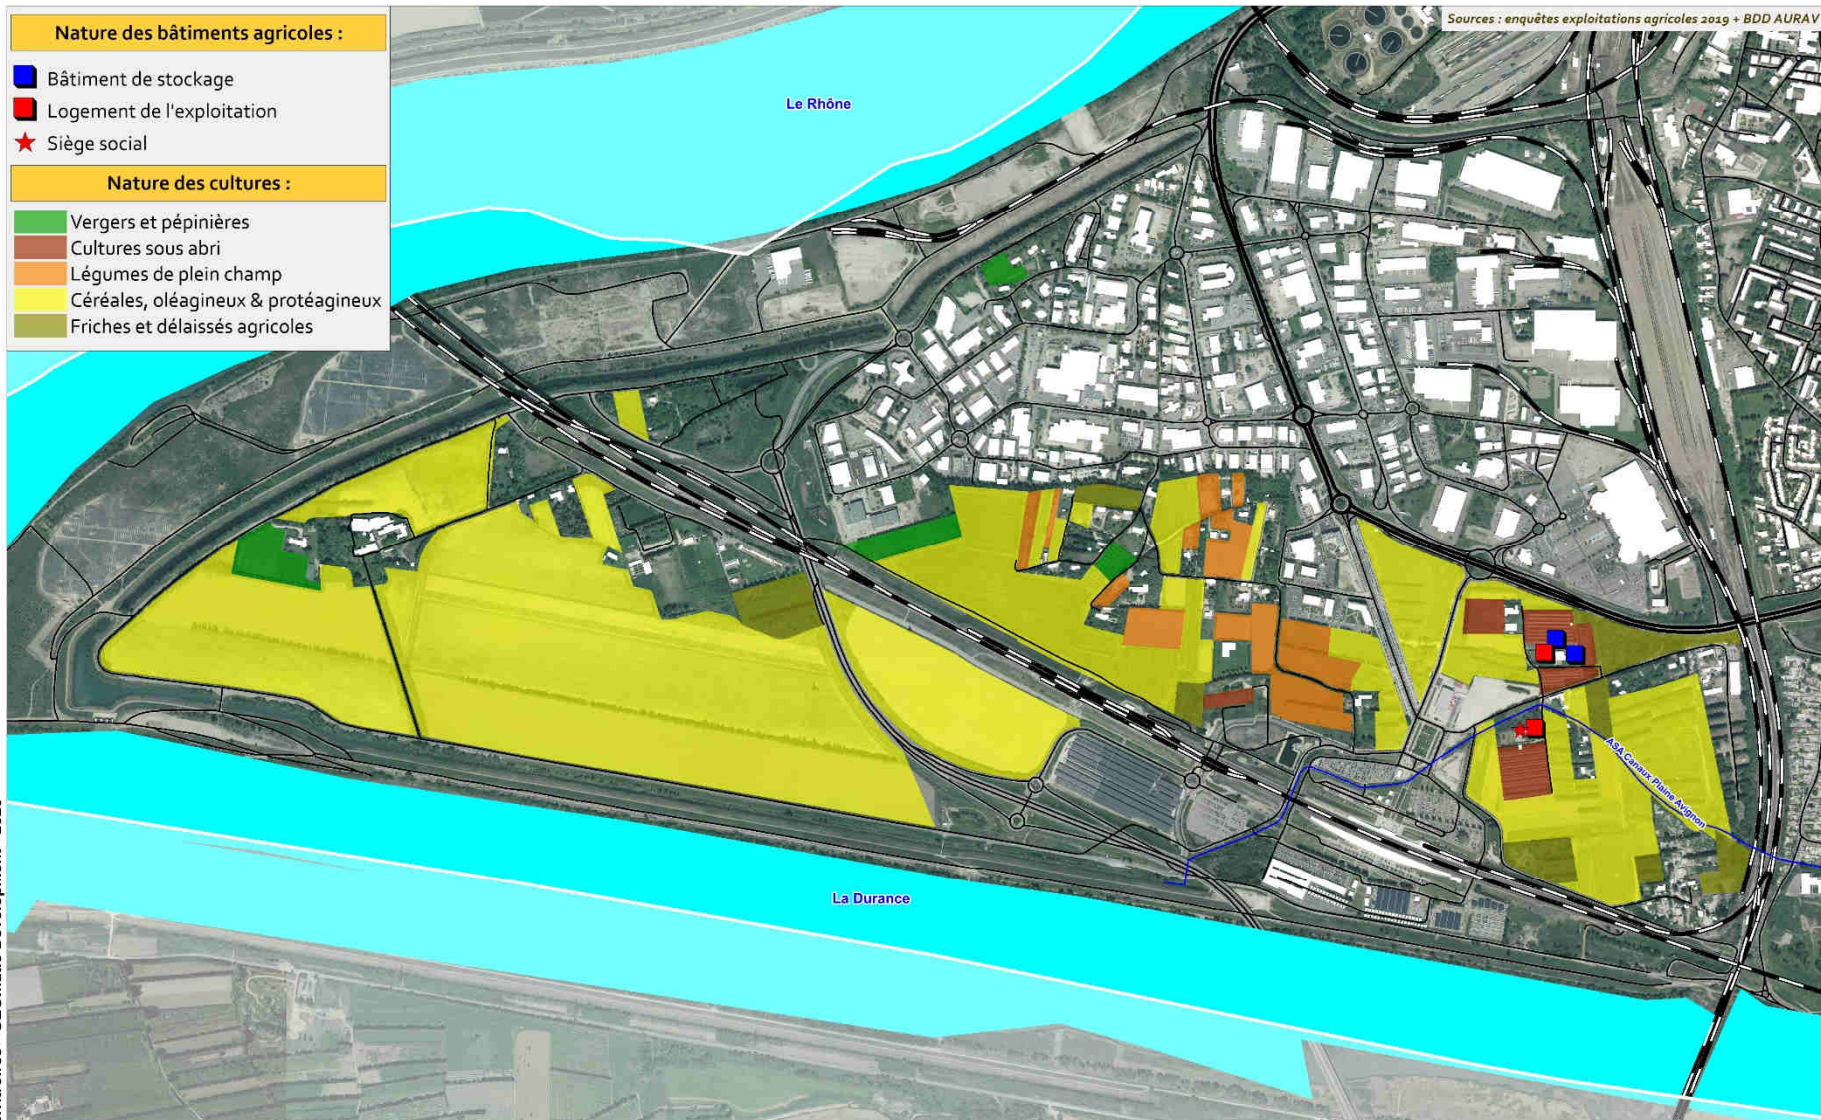 Nature des bâtiments agricoles :
Bâtiment de stockage
Logement de l'exploitation
Siège social
Nature des cultures :
Vergers et pépinières
Cultures sous abri
Légumes de plein champ
Céréales, oléagineux & protéagineux
Friches et délaissés agricoles
Sources : enquêtes exploitations agricoles 2019 + BDD AURAV
Le Rhône
ASA Canaux Plaine Avignon
La Durance